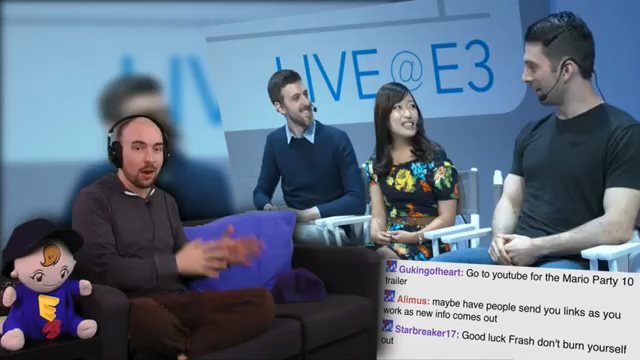 LIVE@E3
Gukingofheart: Go to youtube for the Mario Party 10
trailer
Alimus: maybe have people send you links as you
work as new info comes out
Starbreaker17: Good luck Frash don't burn yourself
out
E3